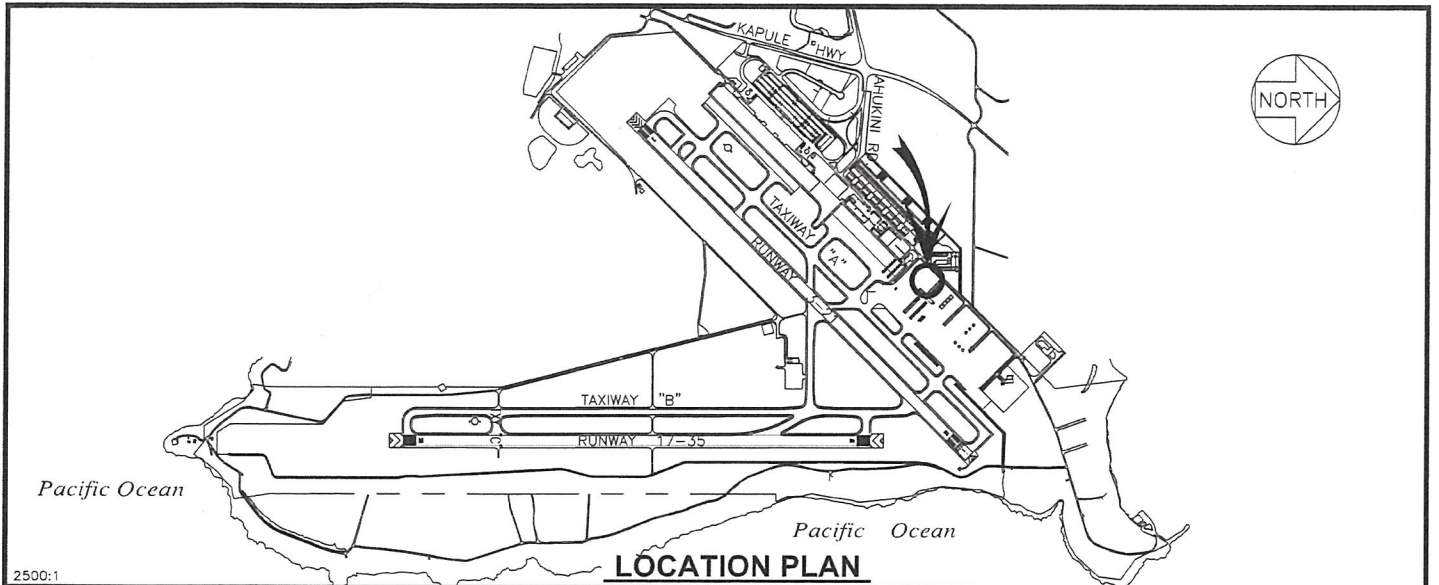 KAPULE HWY
AHUKINI RD
NORTH
TAXIWAY "A"
RUNWAY
TAXIWAY "B"
RUNWAY 17-35
Pacific Ocean
Pacific Ocean
LOCATION PLAN
2500:1